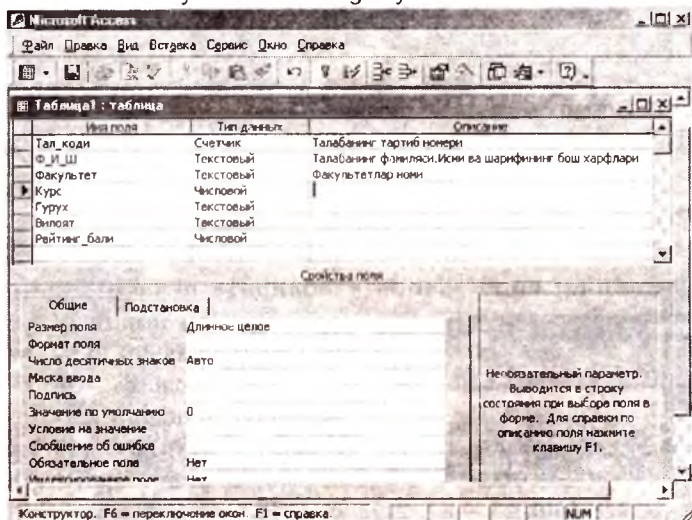 Microsoft Access
Файл Правка Вид Вставка Сервис Окно Справка
Таблица1 : таблица
Имя поля Тип данных Описание
Тал_коди Счетчик Талабанинг тартиб номери
Ф_И_Ш Текстовый Талабанинг фамиляси.Исми ва шарифининг бош харфлари
Факультет Текстовый Факультетлар номи
Курс Числовой
Гурух Текстовый
Вилоят Текстовый
Рейтинг_бали Числовой
Свойства поля
Общие Подстановка
Размер поля Длинное целое
Формат поля
Число десятичных знаков Авто
Маска ввода
Подпись
Значение по умолчанию 0
Условие на значение
Сообщение об ошибке
Обязательное поле Нет
Индексированное поле Нет
Необязательный параметр.
Выводится в строку
состояния при выборе поля в
форме. Для справки по
описанию поля нажмите
клавишу F1.
Конструктор. F6 = переключение окон. F1 = справка. NUM